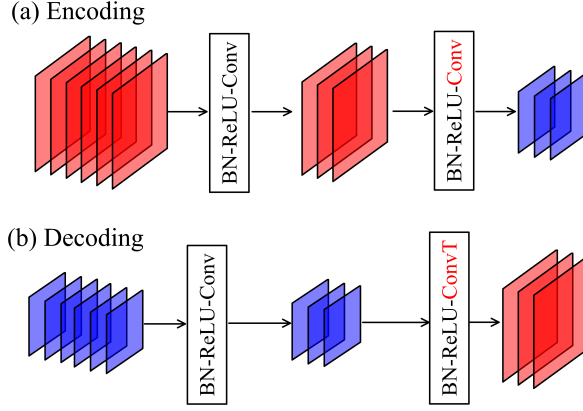 (a) Encoding
BN-ReLU-Conv
BN-ReLU-Conv
(b) Decoding
BN-ReLU-Conv
BN-ReLU-ConvT